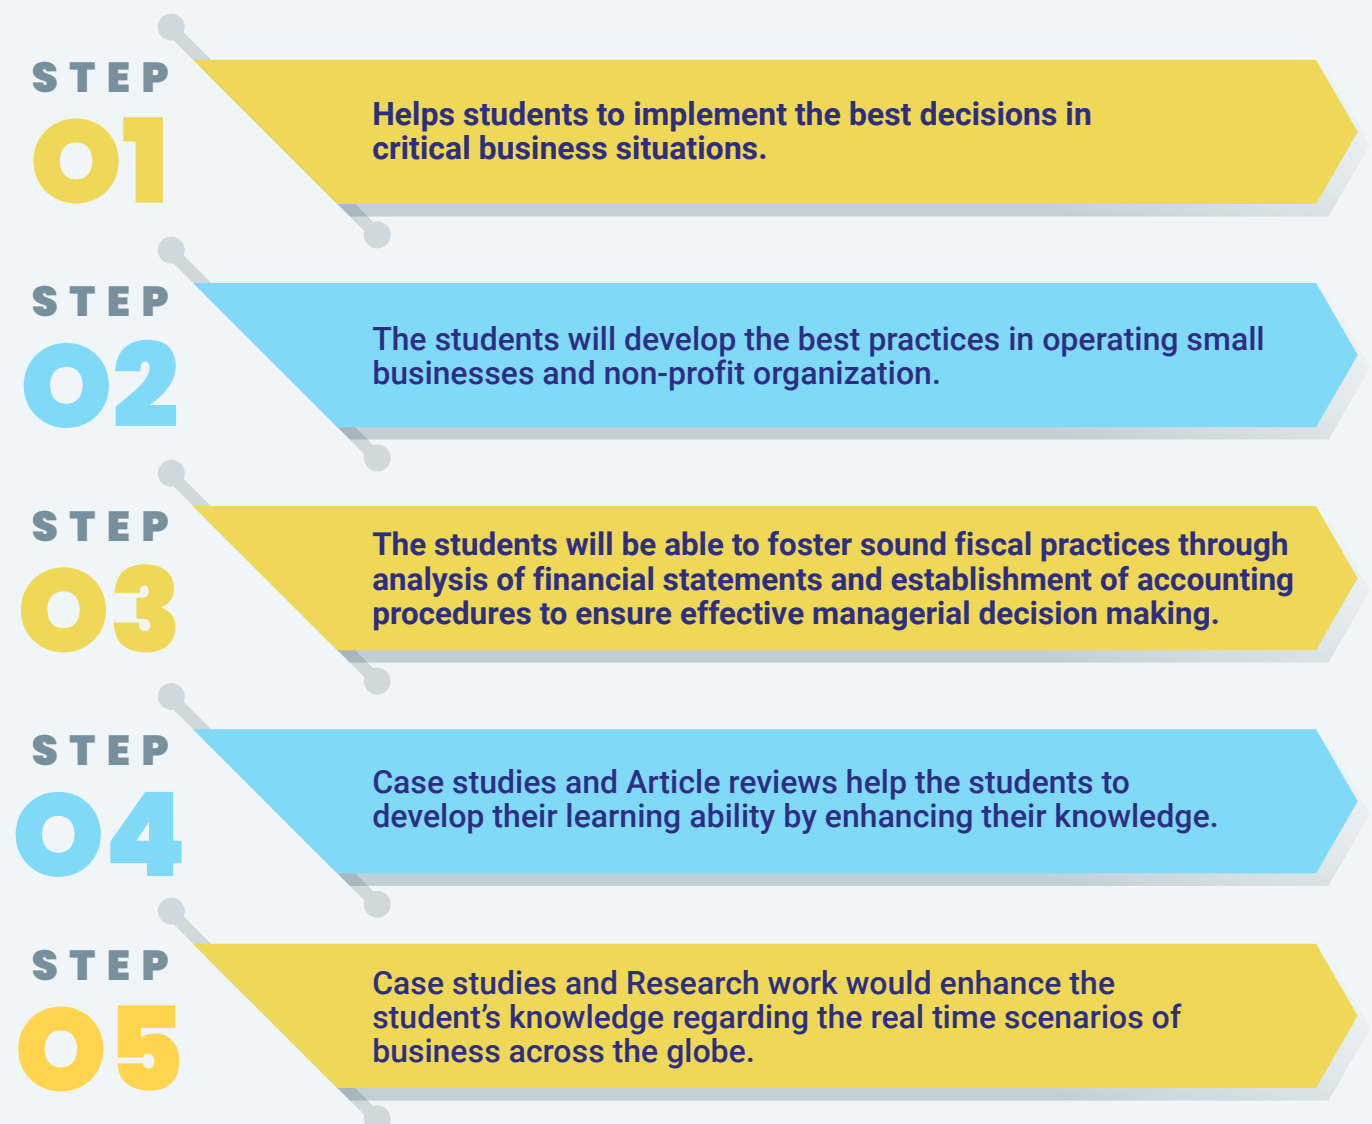 STEP
01
Helps students to implement the best decisions in
critical business situations.
STEP
02
The students will develop the best practices in operating small
businesses and non-profit organization.
STEP
03
The students will be able to foster sound fiscal practices through
analysis of financial statements and establishment of accounting
procedures to ensure effective managerial decision making.
STEP
04
Case studies and Article reviews help the students to
develop their learning ability by enhancing their knowledge.
STEP
05
Case studies and Research work would enhance the
student’s knowledge regarding the real time scenarios of
business across the globe.